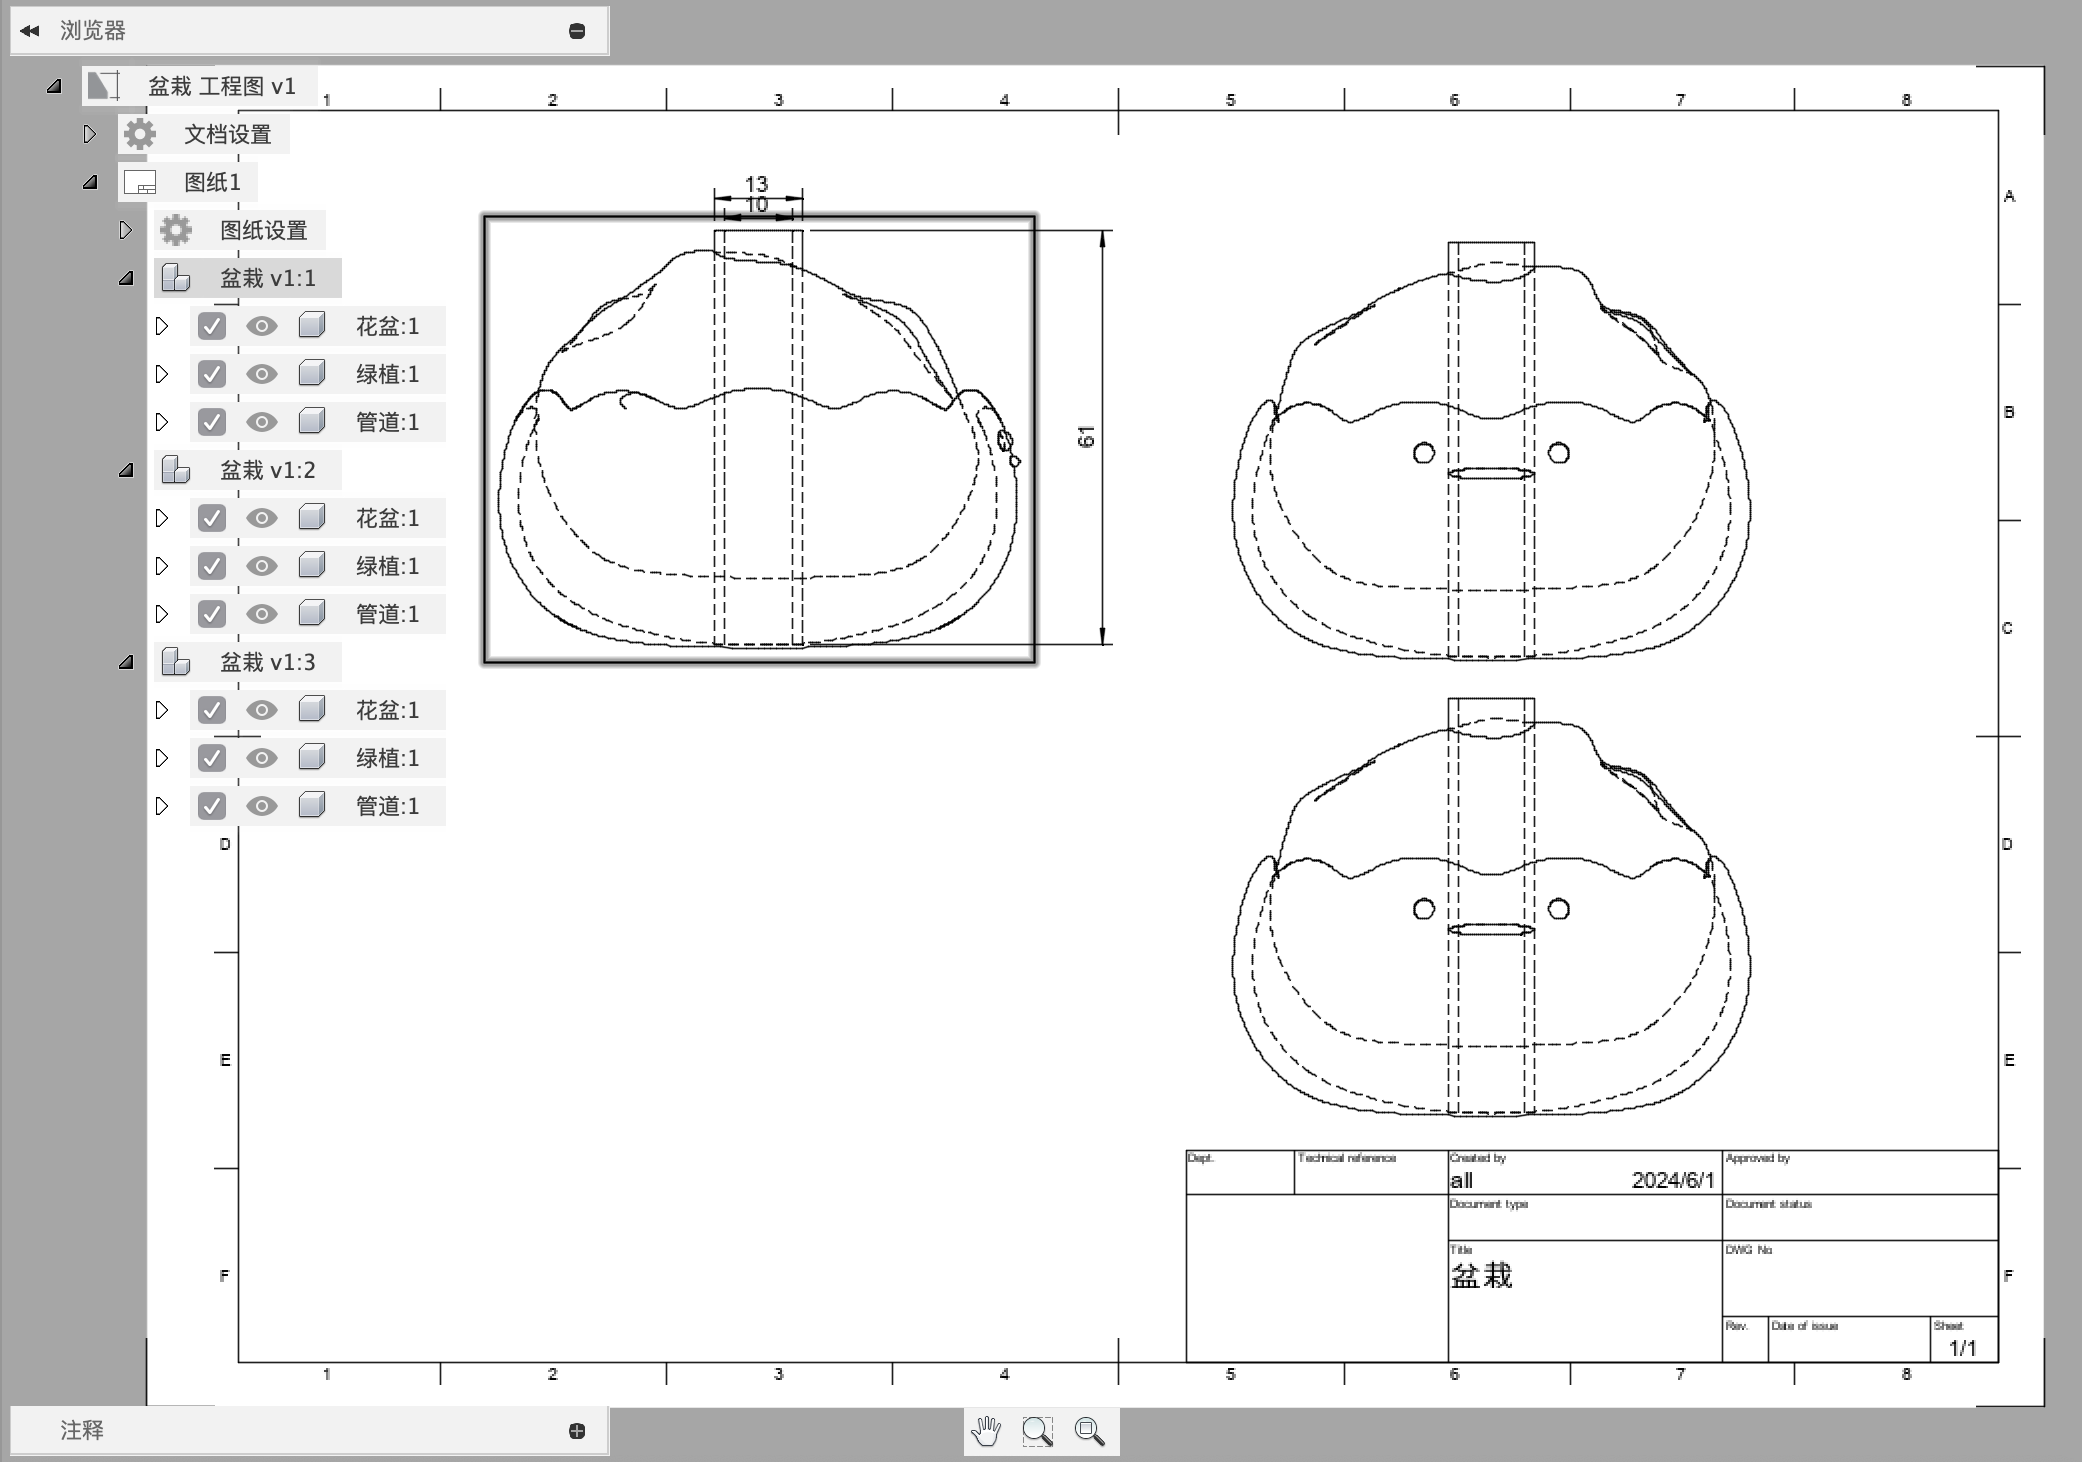 浏览器
盆栽 工程图 v1
文档设置
图纸1
图纸设置
盆栽 v1:1
花盆:1
绿植:1
管道:1
盆栽 v1:2
花盆:1
绿植:1
管道:1
盆栽 v1:3
花盆:1
绿植:1
管道:1
1 2 3 4 5 6 7 8
A
B
C
D
E
F
D
E
F
13
10
61
Dept.
Technical reference
Created by
all 2024/6/1
Approved by
Document type
Document status
Title
盆栽
DWG No
Rev.
Date of issue
Sheet
1/1
1 2 3 4 5 6 7 8
注释